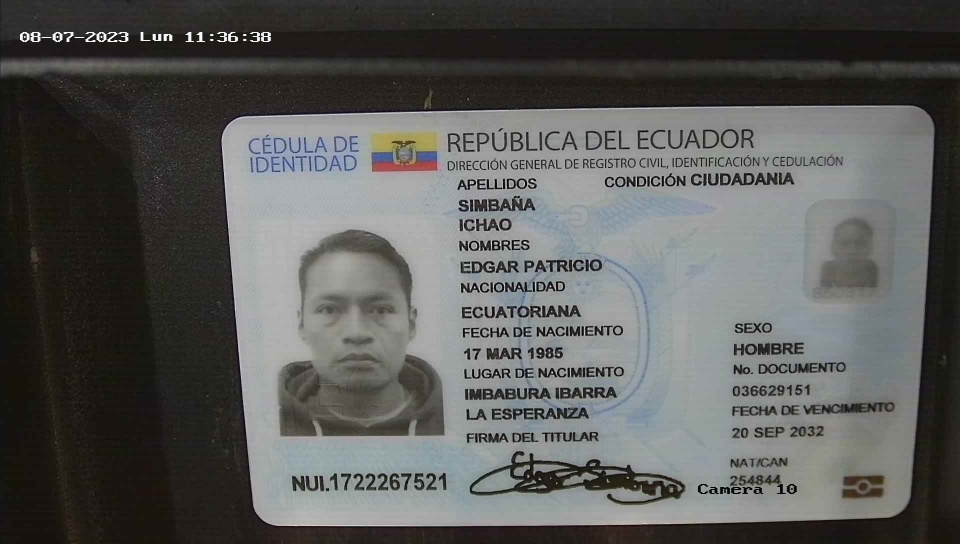 08-07-2023 Lun 11:36:38
CÉDULA DE
IDENTIDAD
REPÚBLICA DEL ECUADOR
DIRECCIÓN GENERAL DE REGISTRO CIVIL, IDENTIFICACIÓN Y CEDULACIÓN
APELLIDOS
CONDICIÓN CIUDADANIA
SIMBAÑA
ICHAO
NOMBRES
EDGAR PATRICIO
NACIONALIDAD
ECUATORIANA
FECHA DE NACIMIENTO
17 MAR 1985
LUGAR DE NACIMIENTO
IMBABURA IBARRA
LA ESPERANZA
FIRMA DEL TITULAR
SEXO
HOMBRE
No. DOCUMENTO
036629151
FECHA DE VENCIMIENTO
20 SEP 2032
NAT/CAN
254844
NUI.1722267521
Edgar
Camera 10